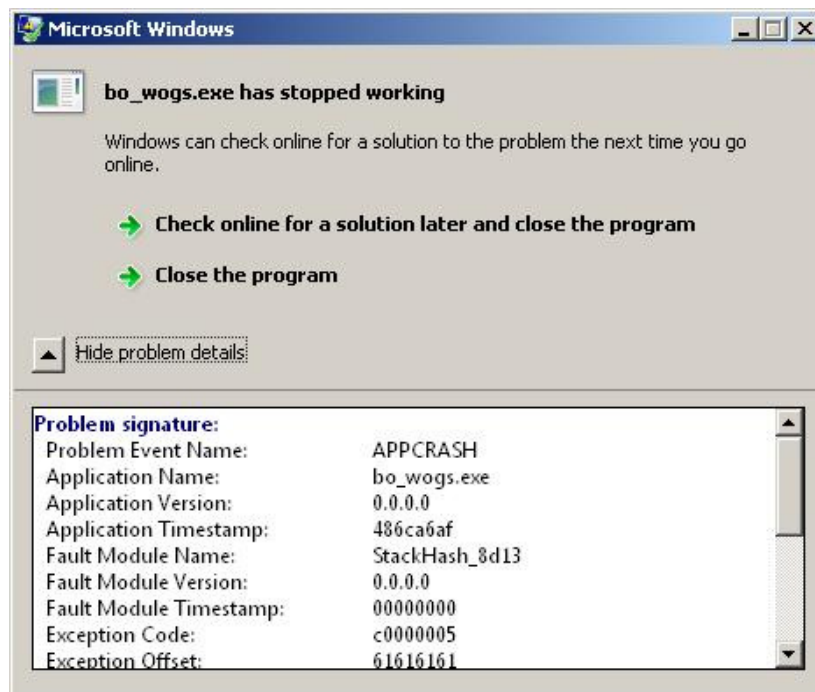 Microsoft Windows
bo_wogs.exe has stopped working
Windows can check online for a solution to the problem the next time you go
online.
Check online for a solution later and close the program
Close the program
Hide problem details
Problem signature:
Problem Event Name: APPCRASH
Application Name: bo_wogs.exe
Application Version: 0.0.0.0
Application Timestamp: 486ca6af
Fault Module Name: StackHash_8d13
Fault Module Version: 0.0.0.0
Fault Module Timestamp: 00000000
Exception Code: c0000005
Exception Offset: 61616161